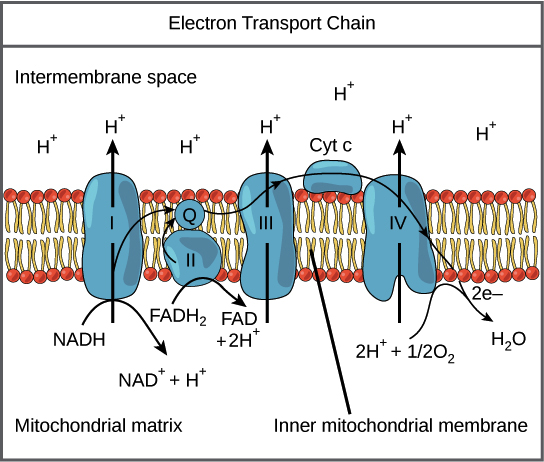 Electron Transport Chain
Intermembrane space
H⁺
H⁺
H⁺
H⁺
H⁺
H⁺
H⁺
Cyt c
I
Q
II
III
IV
NADH
NAD⁺ + H⁺
FADH₂
FAD
+2H⁺
2e–
2H⁺ + 1/2O₂
H₂O
Mitochondrial matrix
Inner mitochondrial membrane